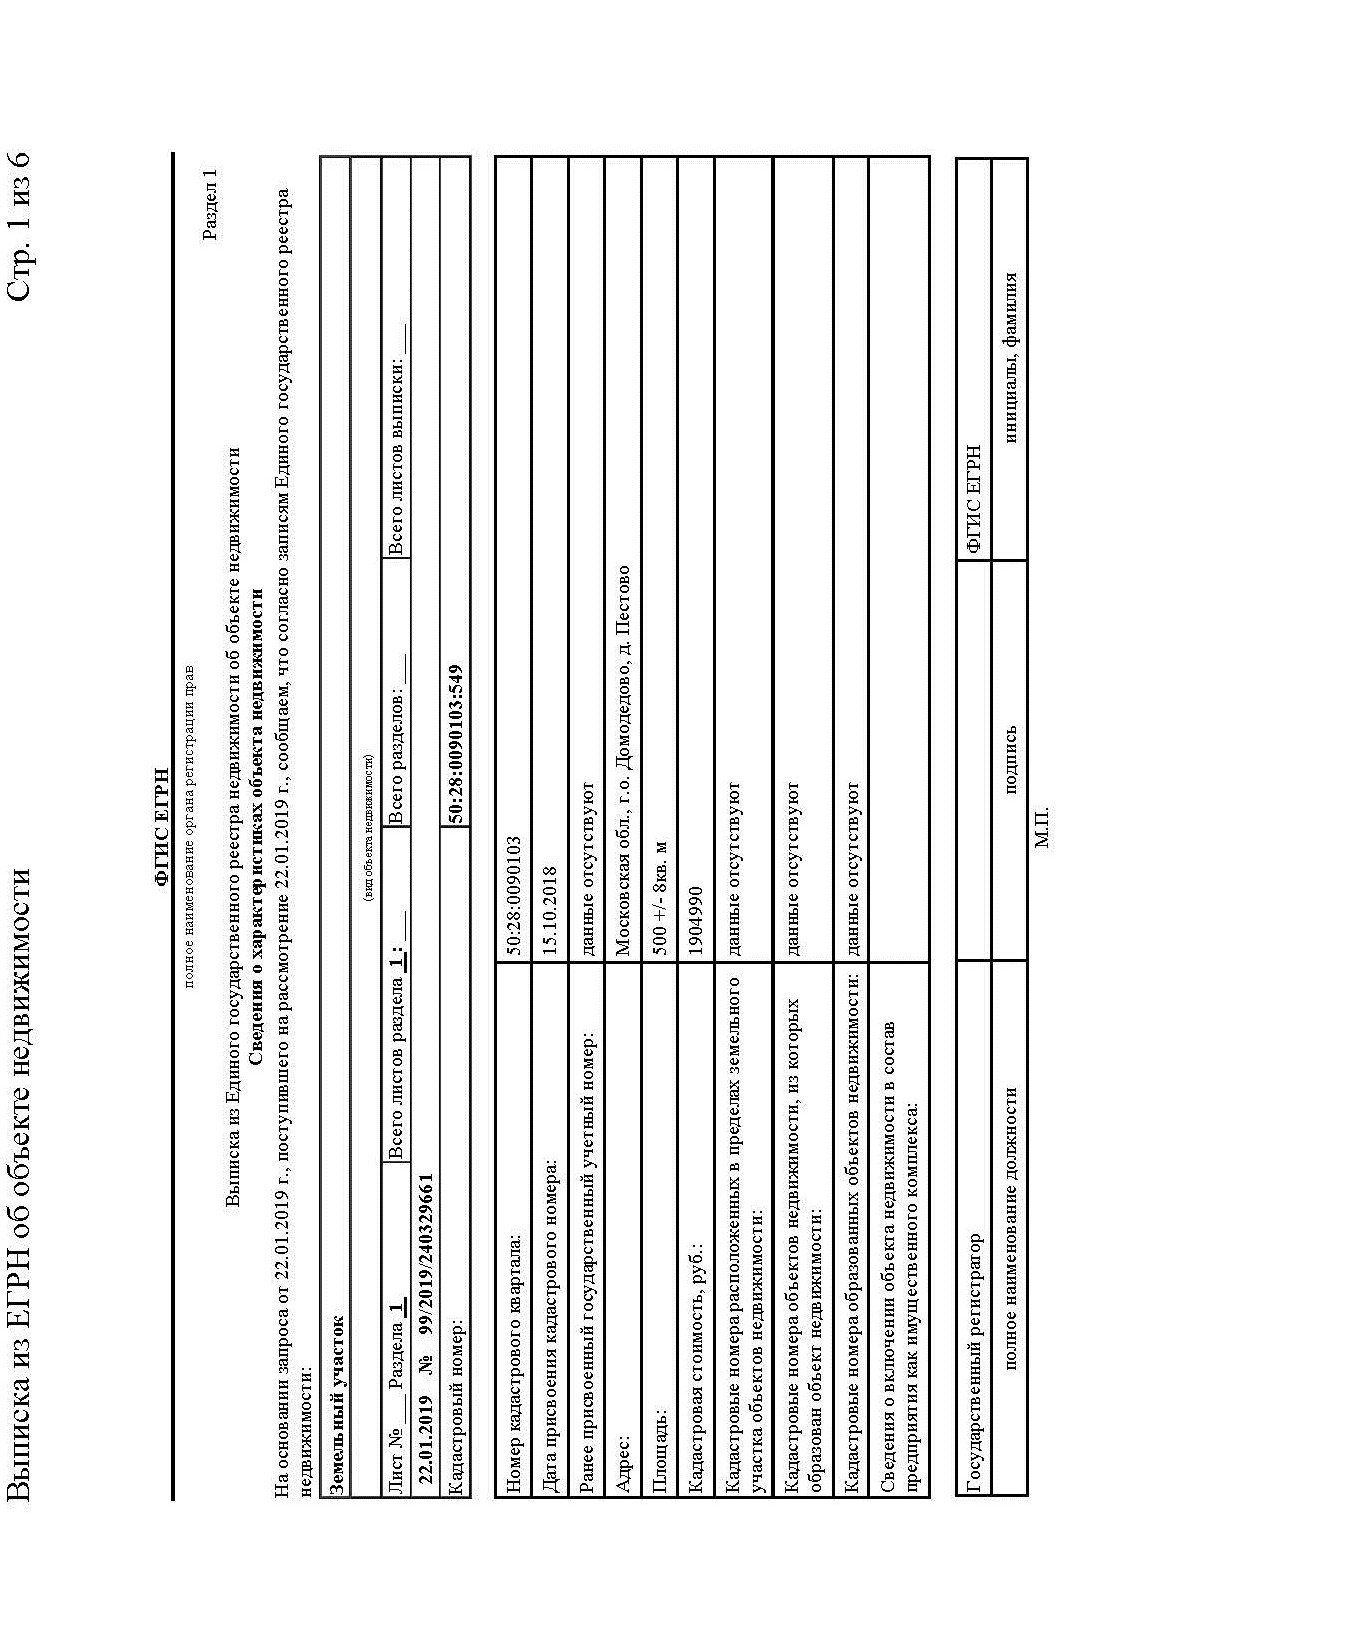 Выписка из ЕГРН об объекте недвижимости Стр. 1 из 6
ФГИС ЕГРН
полное наименование органа регистрации прав
Раздел 1
Выписка из Единого государственного реестра недвижимости об объекте недвижимости
Сведения о характеристиках объекта недвижимости
На основании запроса от 22.01.2019 г., поступившего на рассмотрение 22.01.2019 г., сообщаем, что согласно записям Единого государственного реестра
недвижимости:
Земельный участок
(вид объекта недвижимости)
Лист № ___ Раздела 1 Всего листов раздела 1 : ___ Всего разделов: ___ Всего листов выписки: ___
22.01.2019 № 99/2019/240329661
Кадастровый номер: 50:28:0090103:549
Номер кадастрового квартала: 50:28:0090103
Дата присвоения кадастрового номера: 15.10.2018
Ранее присвоенный государственный учетный номер: данные отсутствуют
Адрес: Московская обл., г.о. Домодедово, д. Пестово
Площадь: 500 +/- 8кв. м
Кадастровая стоимость, руб.: 1904990
Кадастровые номера расположенных в пределах земельного данные отсутствуют
участка объектов недвижимости:
Кадастровые номера объектов недвижимости, из которых данные отсутствуют
образован объект недвижимости:
Кадастровые номера образованных объектов недвижимости: данные отсутствуют
Сведения о включении объекта недвижимости в состав
предприятия как имущественного комплекса:
Государственный регистратор ФГИС ЕГРН
полное наименование должности подпись инициалы, фамилия
М.П.